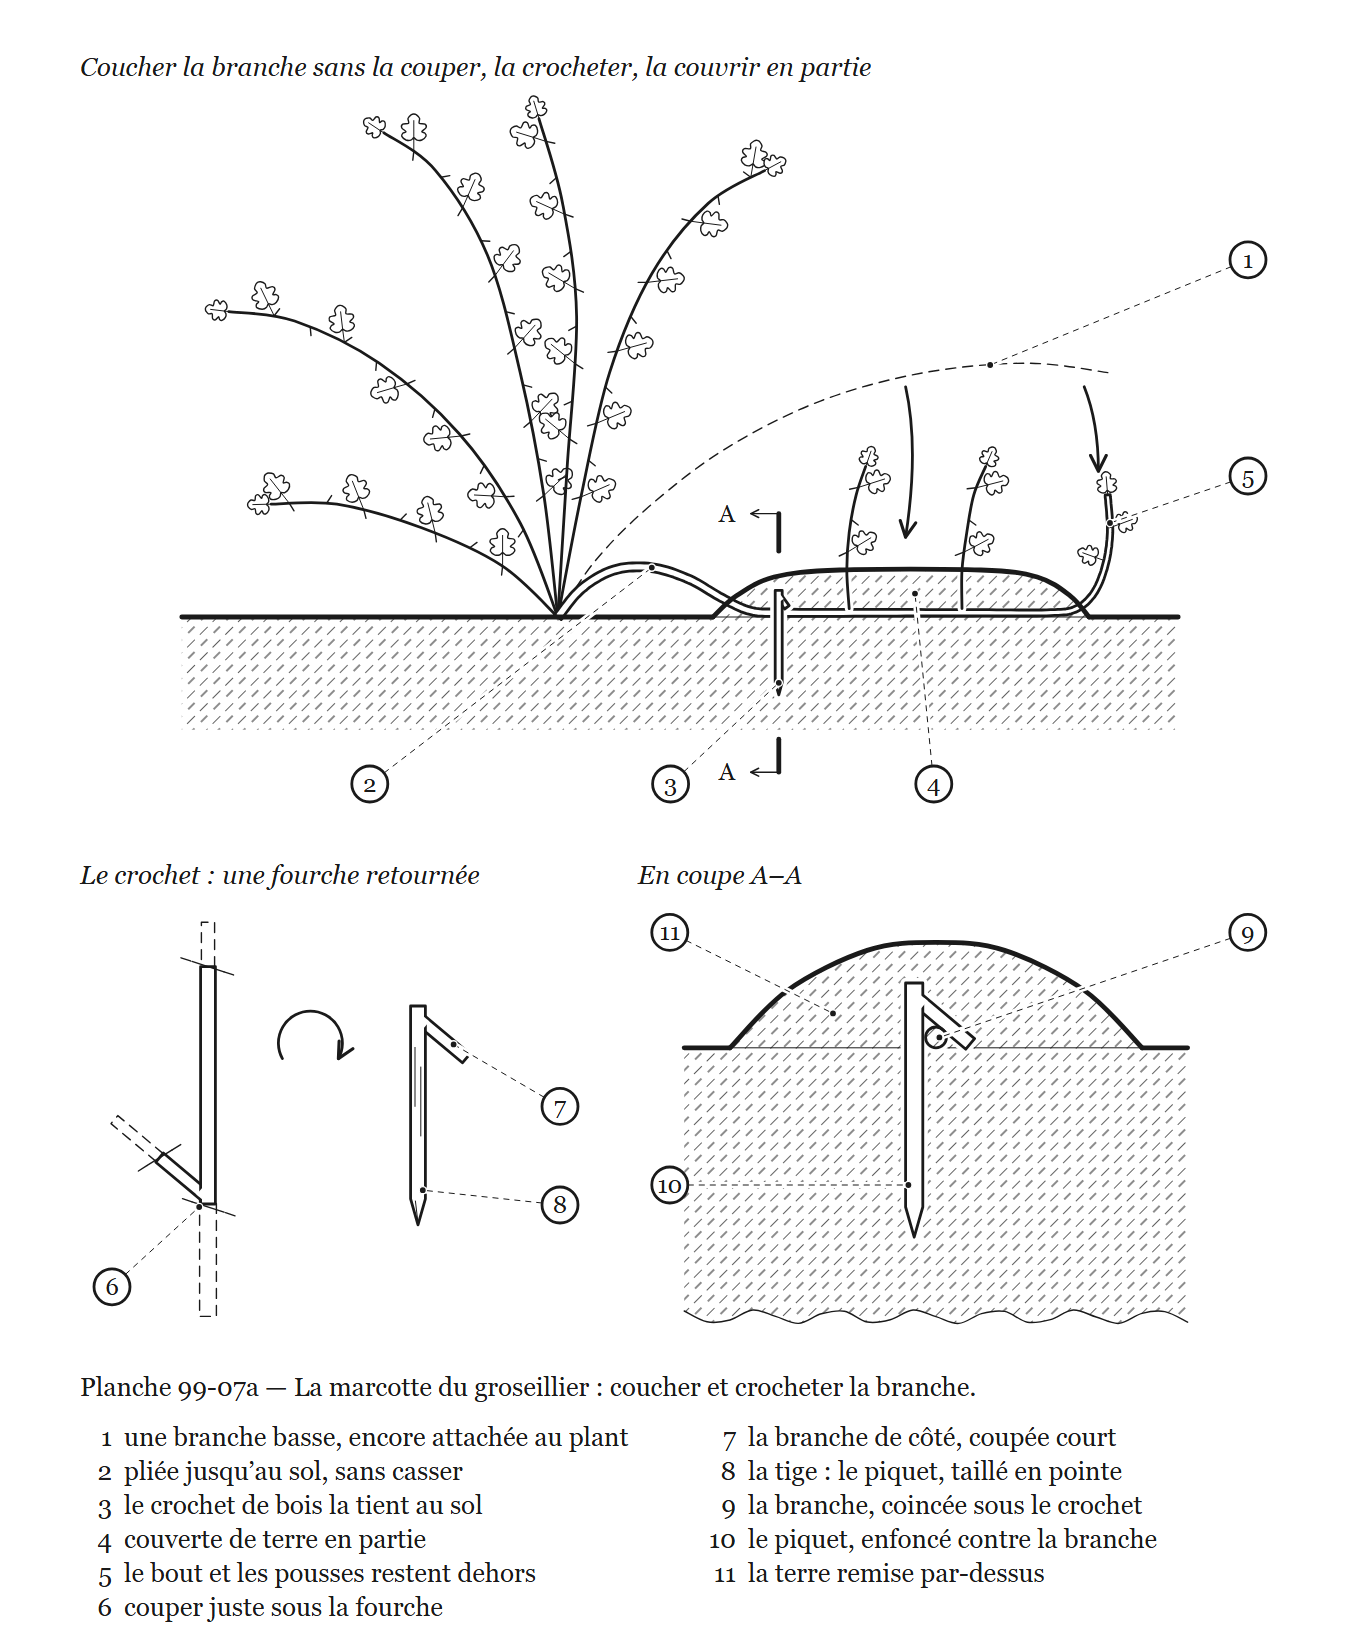 Coucher la branche sans la couper, la crocheter, la couvrir en partie
1
5
A
A
2
3
4
Le crochet : une fourche retournée
En coupe A–A
11
9
7
10
8
6
Planche 99-07a — La marcotte du groseillier : coucher et crocheter la branche.
1 une branche basse, encore attachée au plant
2 pliée jusqu’au sol, sans casser
3 le crochet de bois la tient au sol
4 couverte de terre en partie
5 le bout et les pousses restent dehors
6 couper juste sous la fourche
7 la branche de côté, coupée court
8 la tige : le piquet, taillé en pointe
9 la branche, coincée sous le crochet
10 le piquet, enfoncé contre la branche
11 la terre remise par-dessus